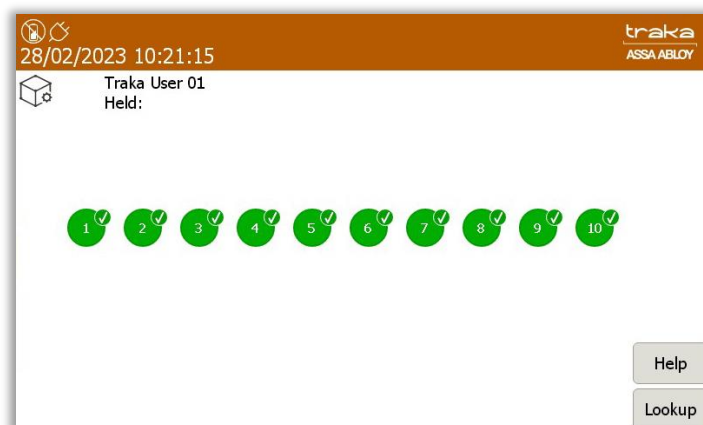 traka
28/02/2023 10:21:15
ASSA ABLOY
Traka User 01
Held:
1 2 3 4 5 6 7 8 9 10
Help
Lookup